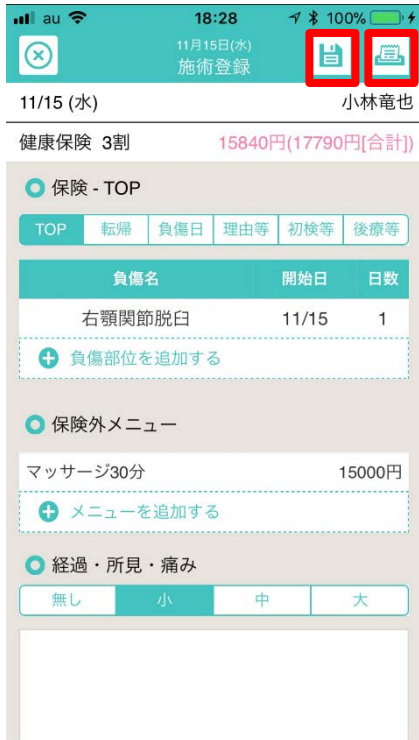 au 18:28 100%
11月15日(水)
施術登録
11/15 (水) 小林竜也
健康保険 3割 15840円(17790円[合計])
保険 - TOP
TOP 転帰 負傷日 理由等 初検等 後療等
負傷名 開始日 日数
右顎関節脱臼 11/15 1
負傷部位を追加する
保険外メニュー
マッサージ30分 15000円
メニューを追加する
経過・所見・痛み
無し 小 中 大